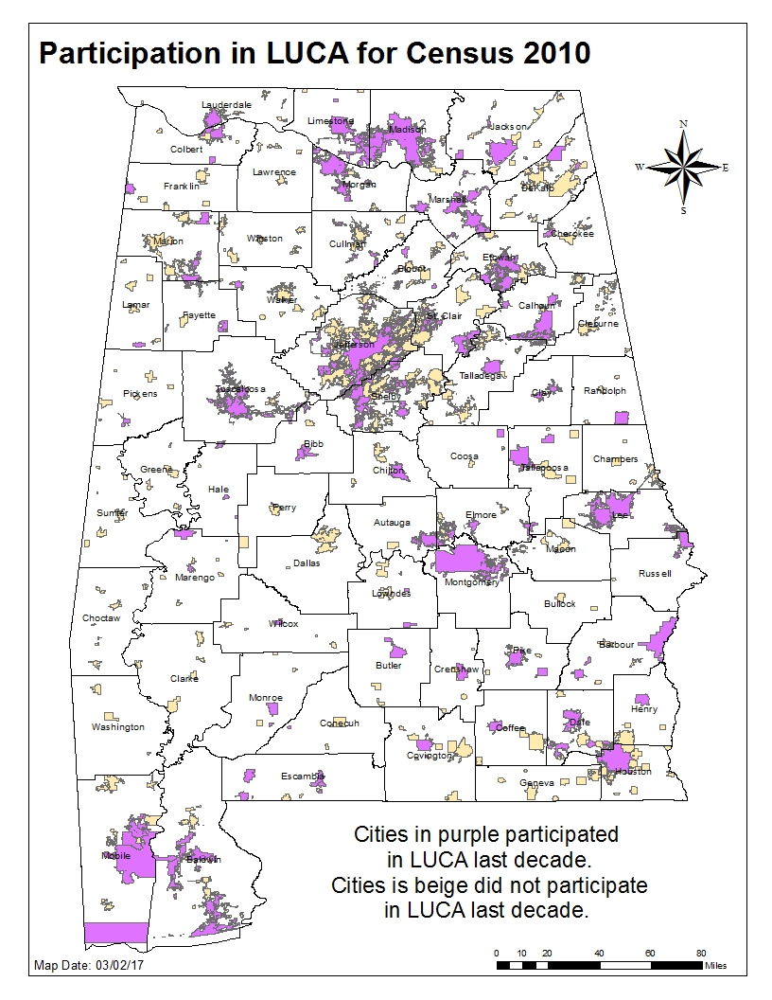 Participation in LUCA for Census 2010
N
W E
S
Lauderdale
Limestone
Madison
Jackson
Colbert
Lawrence
Franklin
Morgan
DeKalb
Marshall
Marion
Winston
Cullman
Cherokee
Etowah
Blount
Lamar
Fayette
Walker
St. Clair
Calhoun
Cleburne
Jefferson
Talladega
Shelby
Clay
Randolph
Pickens
Tuscaloosa
Bibb
Coosa
Tallapoosa
Chambers
Greene
Hale
Chilton
Sumter
Perry
Autauga
Elmore
Lee
Macon
Dallas
Marengo
Montgomery
Russell
Lowndes
Bullock
Choctaw
Wilcox
Butler
Crenshaw
Pike
Barbour
Clarke
Monroe
Henry
Washington
Conecuh
Coffee
Dale
Covington
Escambia
Geneva
Houston
Mobile
Baldwin
Cities in purple participated
in LUCA last decade.
Cities is beige did not participate
in LUCA last decade.
0 10 20 40 60 80
Miles
Map Date: 03/02/17